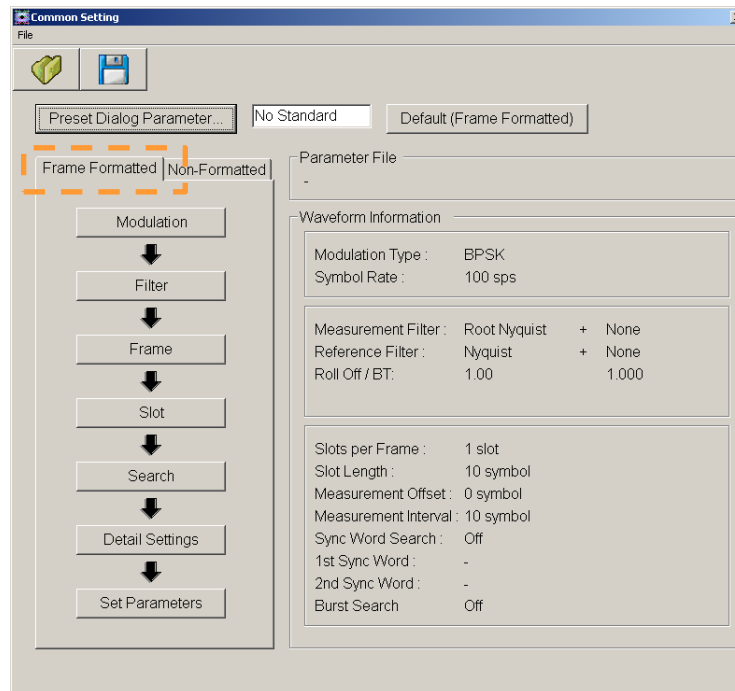 Common Setting
File
Preset Dialog Parameter...
No Standard
Default (Frame Formatted)
Frame Formatted
Non-Formatted
Modulation
Filter
Frame
Slot
Search
Detail Settings
Set Parameters
Parameter File
-
Waveform Information
Modulation Type : BPSK
Symbol Rate : 100 sps
Measurement Filter : Root Nyquist + None
Reference Filter : Nyquist + None
Roll Off / BT: 1.00 1.000
Slots per Frame : 1 slot
Slot Length : 10 symbol
Measurement Offset : 0 symbol
Measurement Interval : 10 symbol
Sync Word Search : Off
1st Sync Word : -
2nd Sync Word : -
Burst Search Off